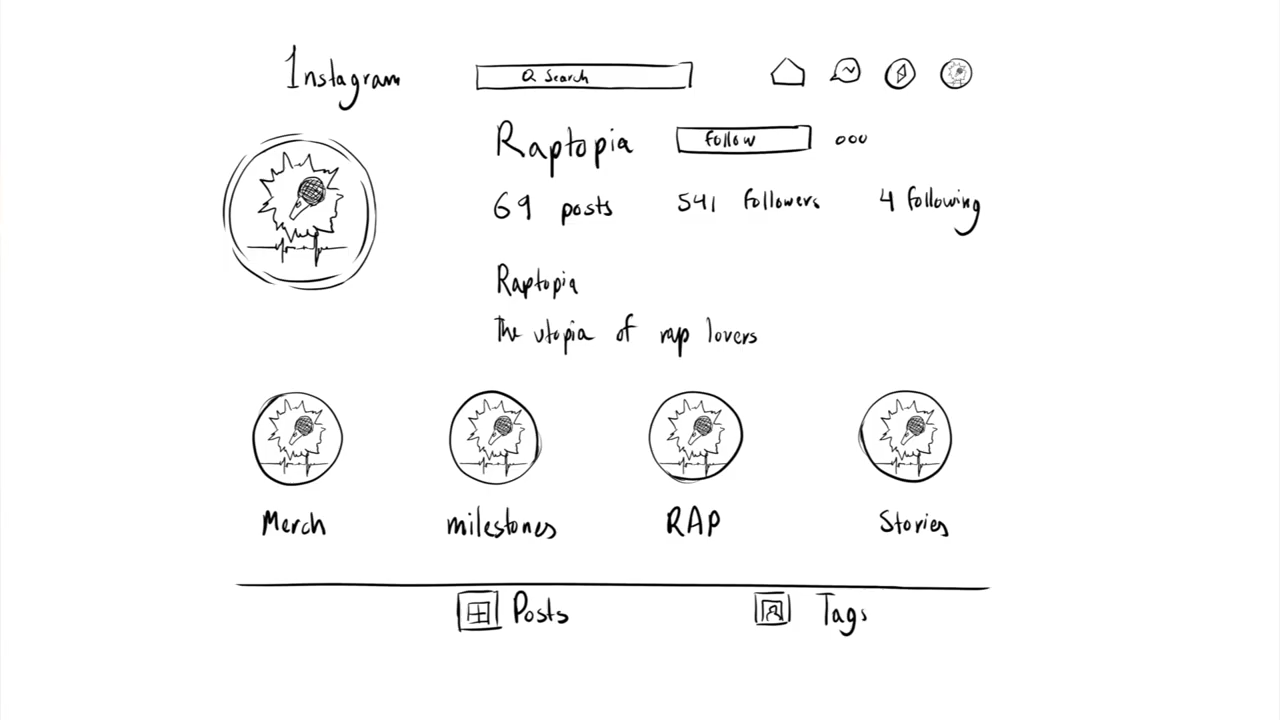 Instagram
Search
Raptopia
Follow
69 posts
541 followers
4 following
Raptopia
The utopia of rap lovers
Merch
milestones
RAP
Stories
Posts
Tags